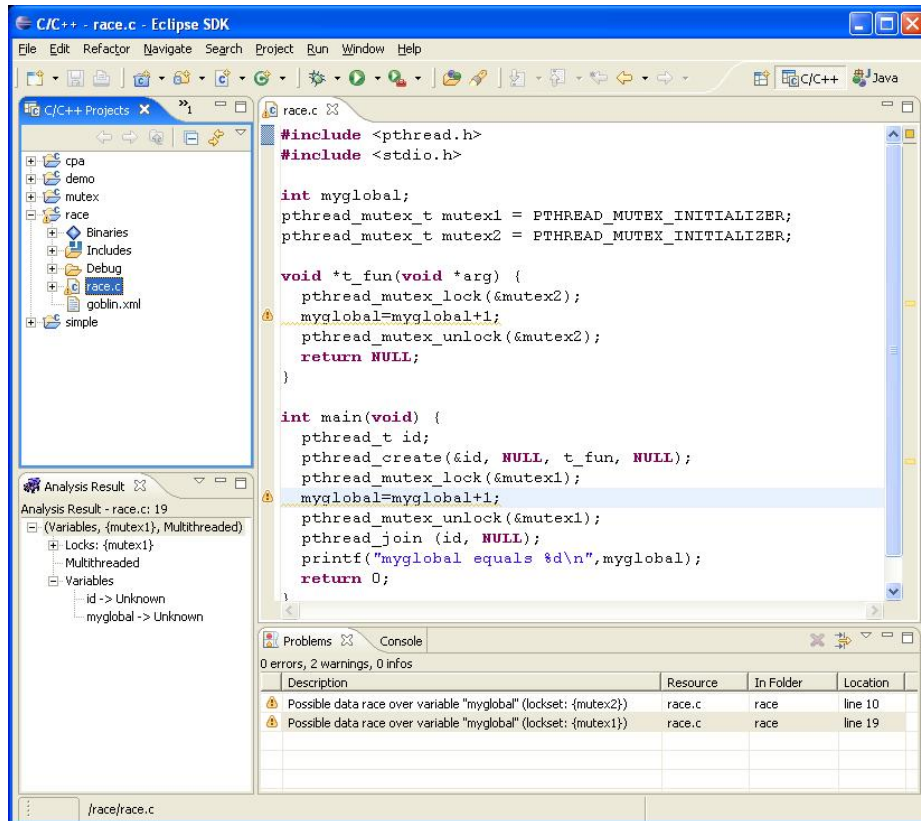 C/C++ - race.c - Eclipse SDK
File Edit Refactor Navigate Search Project Run Window Help
C/C++
Java
C/C++ Projects
1
cpa
demo
mutex
race
Binaries
Includes
Debug
race.c
goblin.xml
simple
race.c
#include <pthread.h>
#include <stdio.h>
int myglobal;
pthread_mutex_t mutex1 = PTHREAD_MUTEX_INITIALIZER;
pthread_mutex_t mutex2 = PTHREAD_MUTEX_INITIALIZER;
void *t_fun(void *arg) {
pthread_mutex_lock(&mutex2);
myglobal=myglobal+1;
pthread_mutex_unlock(&mutex2);
return NULL;
}
int main(void) {
pthread_t id;
pthread_create(&id, NULL, t_fun, NULL);
pthread_mutex_lock(&mutex1);
myglobal=myglobal+1;
pthread_mutex_unlock(&mutex1);
pthread_join (id, NULL);
printf("myglobal equals %d\n",myglobal);
return 0;
}
Analysis Result
Analysis Result - race.c: 19
(Variables, {mutex1}, Multithreaded)
Locks: {mutex1}
Multithreaded
Variables
id -> Unknown
myglobal -> Unknown
Problems Console
0 errors, 2 warnings, 0 infos
Description Resource In Folder Location
Possible data race over variable "myglobal" (lockset: {mutex2}) race.c race line 10
Possible data race over variable "myglobal" (lockset: {mutex1}) race.c race line 19
/race/race.c